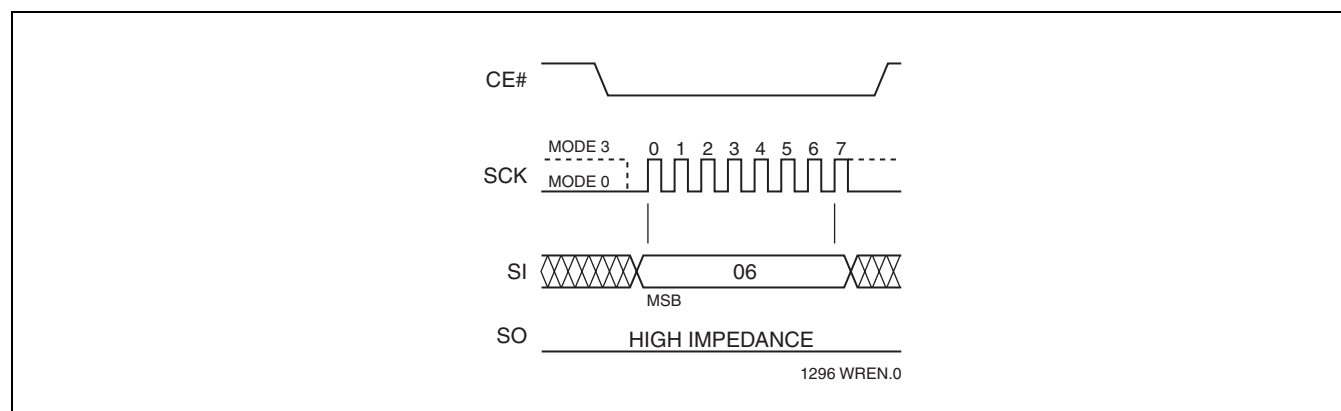 CE#
MODE 3
0 1 2 3 4 5 6 7
SCK
MODE 0
SI
06
MSB
SO
HIGH IMPEDANCE
1296 WREN.0